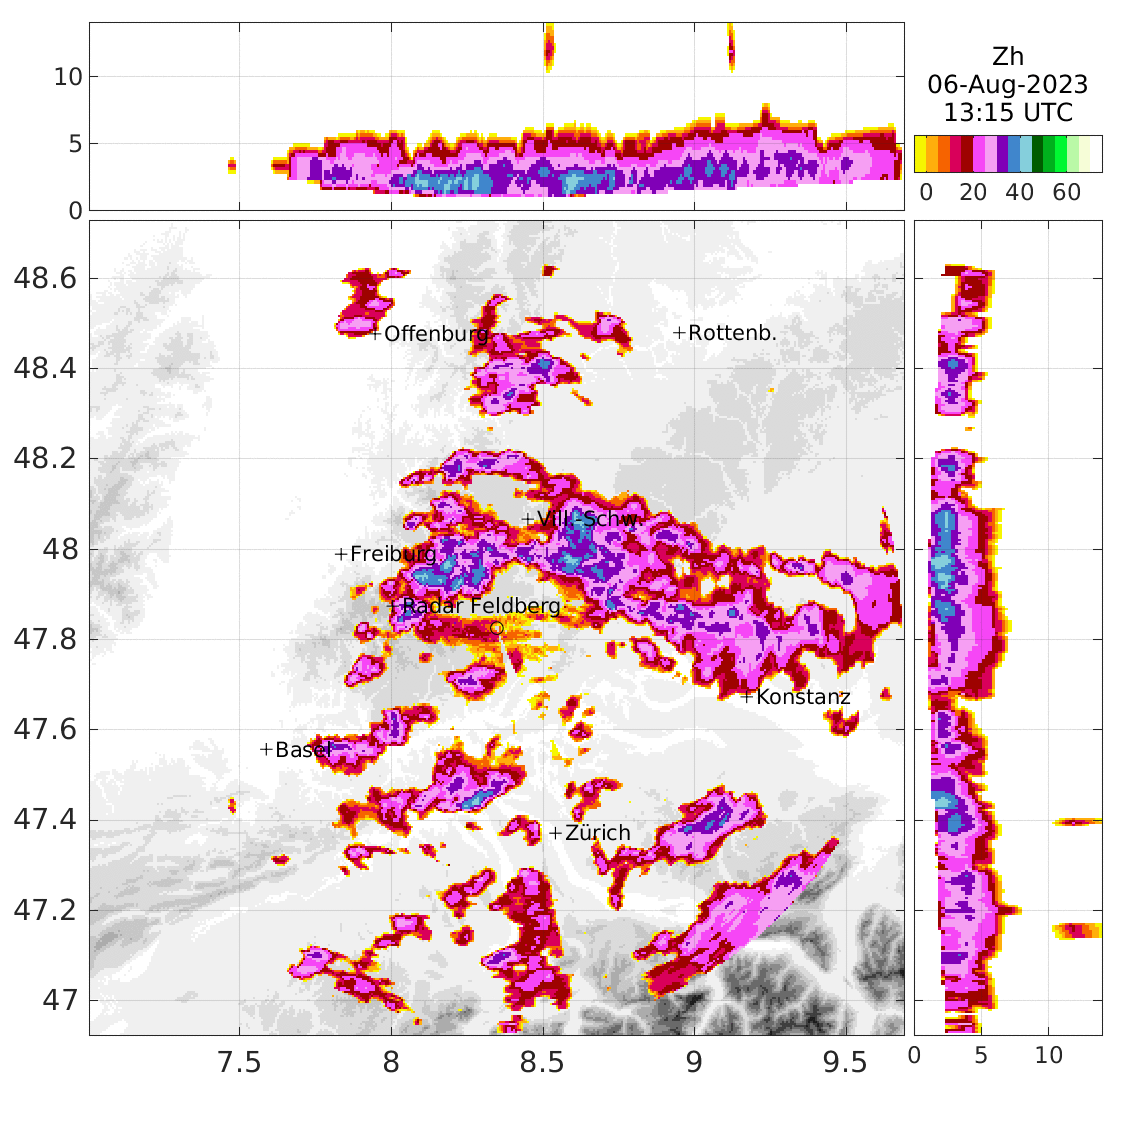 10
5
0
Zh
06-Aug-2023
13:15 UTC
0 20 40 60
48.6
48.4
48.2
48
47.8
47.6
47.4
47.2
47
+Offenburg
+Rottenb.
+Vill.-Schw.
+Freiburg
+Radar Feldberg
+Konstanz
+Basel
+Zürich
7.5 8 8.5 9 9.5
0 5 10